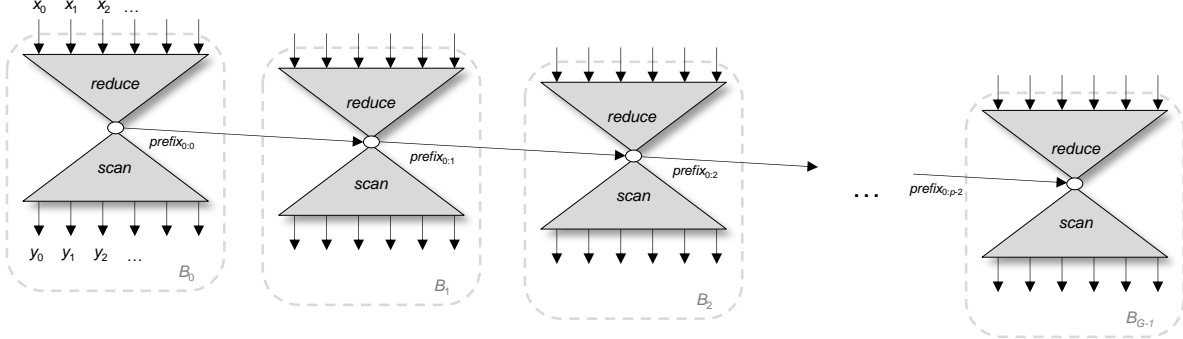 x0 x1 x2 ...
reduce
scan
y0 y1 y2 ...
B0
prefix0:0
reduce
scan
B1
prefix0:1
reduce
scan
B2
prefix0:2
...
prefix0:p-2
reduce
scan
BG-1